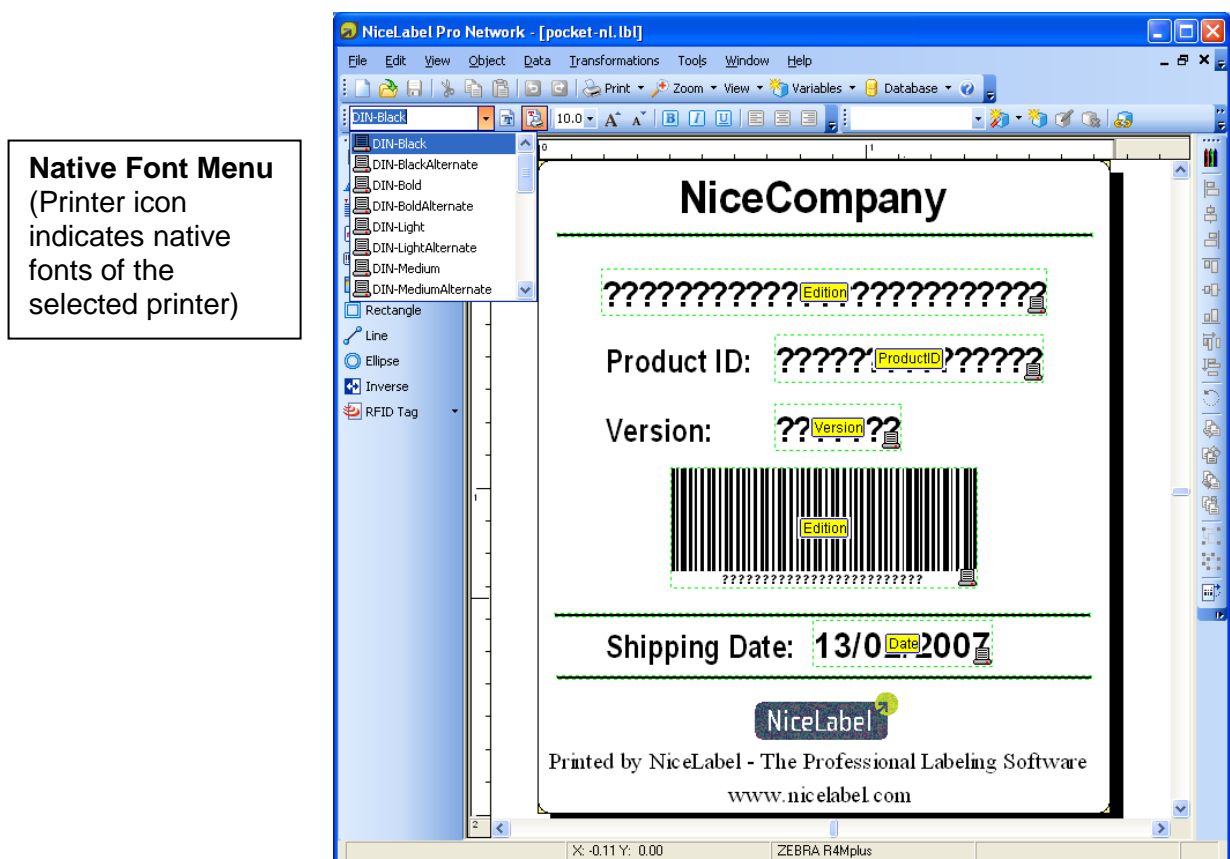 Native Font Menu
(Printer icon
indicates native
fonts of the
selected printer)
NiceLabel Pro Network - [pocket-nl.lbl]
File Edit View Object Data Transformations Tools Window Help
Print Zoom View Variables Database
DIN-Black 10.0 A A B I U
DIN-Black
DIN-BlackAlternate
DIN-Bold
DIN-BoldAlternate
DIN-Light
DIN-LightAlternate
DIN-Medium
DIN-MediumAlternate
Rectangle
Line
Ellipse
Inverse
RFID Tag
0 1
1
2
NiceCompany
???????????Edition???????????
Product ID: ??????ProductID??????
Version: ??Version??
Edition
?????????????????????????
Shipping Date: 13/0Date2007
NiceLabel
Printed by NiceLabel - The Professional Labeling Software
www.nicelabel.com
X: -0.11 Y: 0.00 ZEBRA R4Mplus